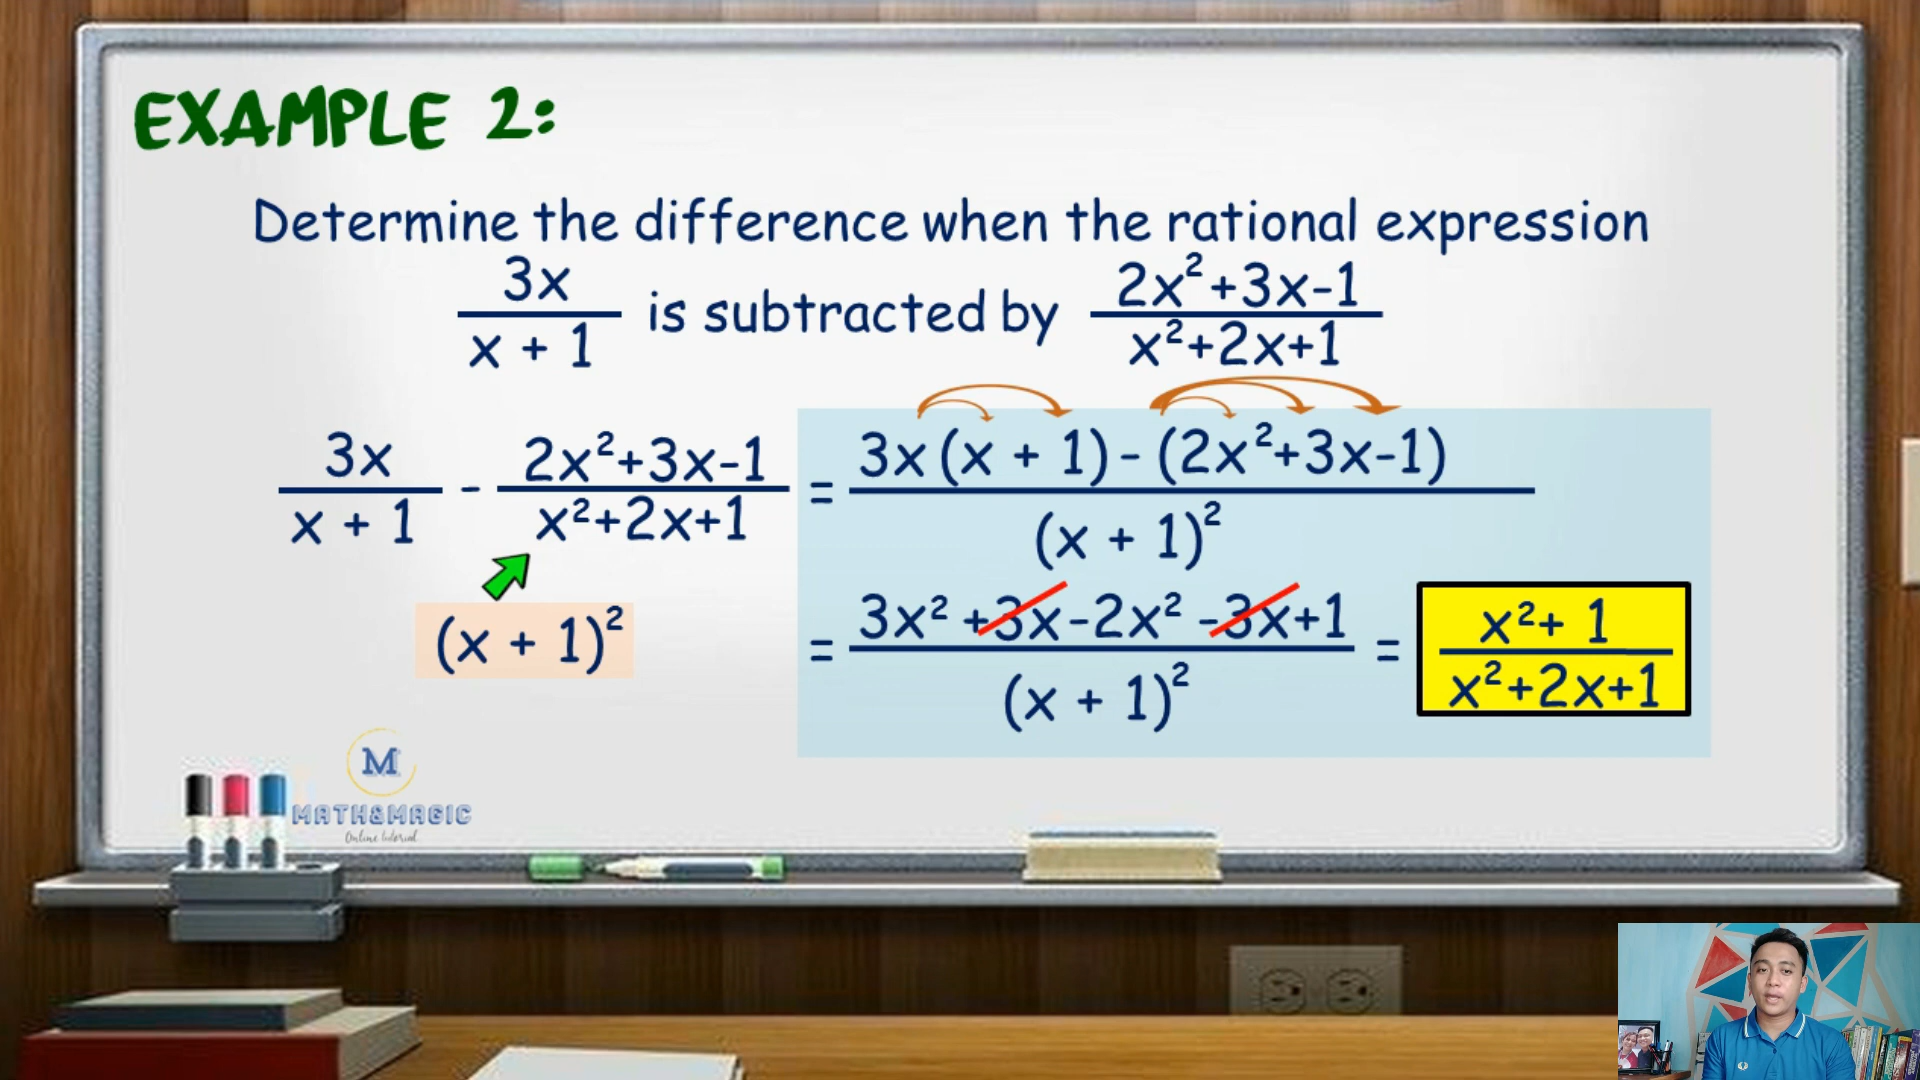 EXAMPLE 2:
Determine the difference when the rational expression
3x
x + 1
is subtracted by
2x²+3x-1
x²+2x+1
3x
x + 1
-
2x²+3x-1
x²+2x+1
=
3x(x + 1)-(2x²+3x-1)
(x + 1)²
(x + 1)²
=
3x² +3x-2x² -3x+1
(x + 1)²
=
x²+ 1
x²+2x+1
M
MATH&MAGIC
Online tutorial